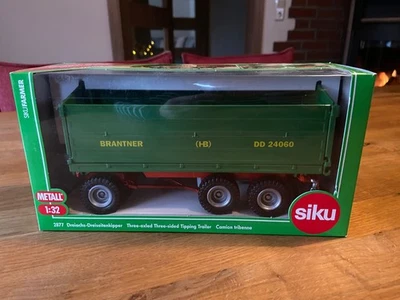 SIKUFARMER
BRANTNER (HB) DD 24060
METALL
1:32
siku
2877 Dreiachs-Dreiseitenkipper Three-axled Three-sided Tipping Trailer Camion tribenne